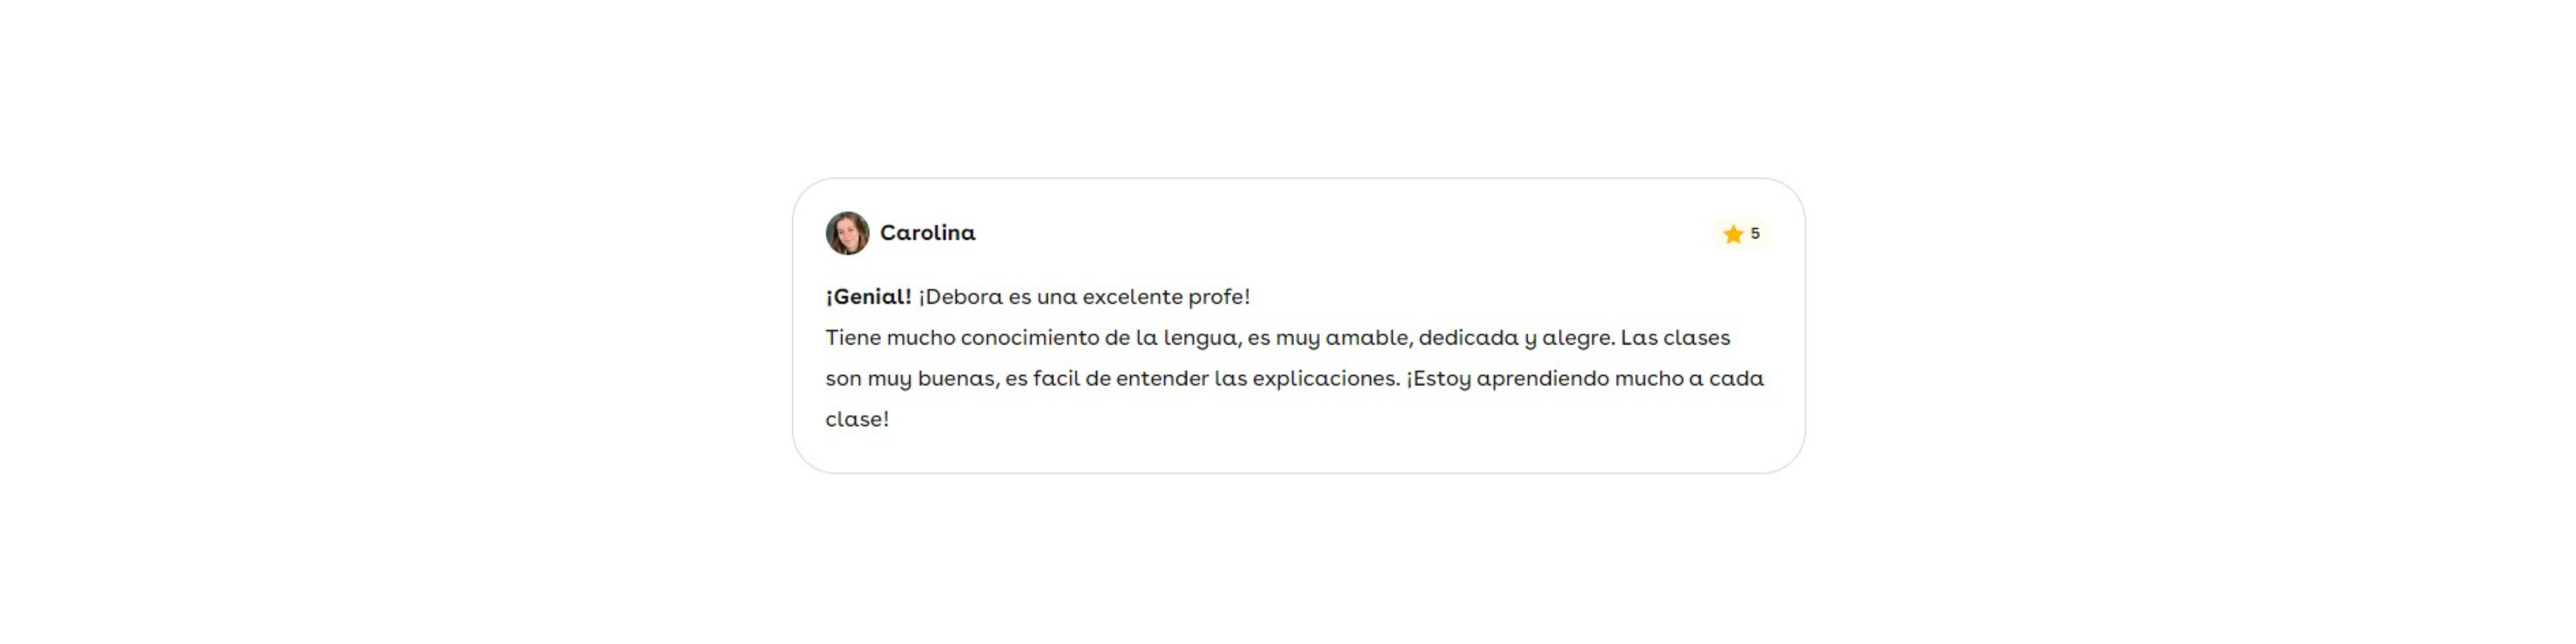 Carolina
5
¡Genial! ¡Debora es una excelente profe!
Tiene mucho conocimiento de la lengua, es muy amable, dedicada y alegre. Las clases
son muy buenas, es facil de entender las explicaciones. ¡Estoy aprendiendo mucho a cada
clase!